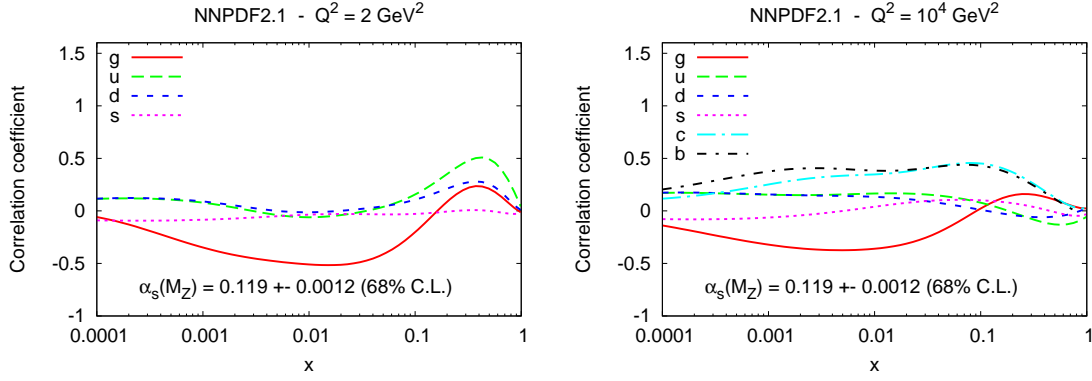 NNPDF2.1 - Q² = 2 GeV²
Correlation coefficient
1.5
1
0.5
0
-0.5
-1
g
u
d
s
αs(MZ) = 0.119 +- 0.0012 (68% C.L.)
0.0001 0.001 0.01 0.1 1
x
NNPDF2.1 - Q² = 10⁴ GeV²
Correlation coefficient
1.5
1
0.5
0
-0.5
-1
g
u
d
s
c
b
αs(MZ) = 0.119 +- 0.0012 (68% C.L.)
0.0001 0.001 0.01 0.1 1
x